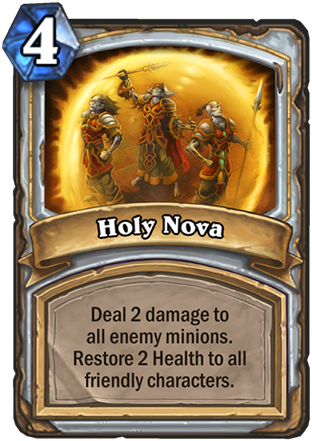 4
Holy Nova
Deal 2 damage to
all enemy minions.
Restore 2 Health to all
friendly characters.